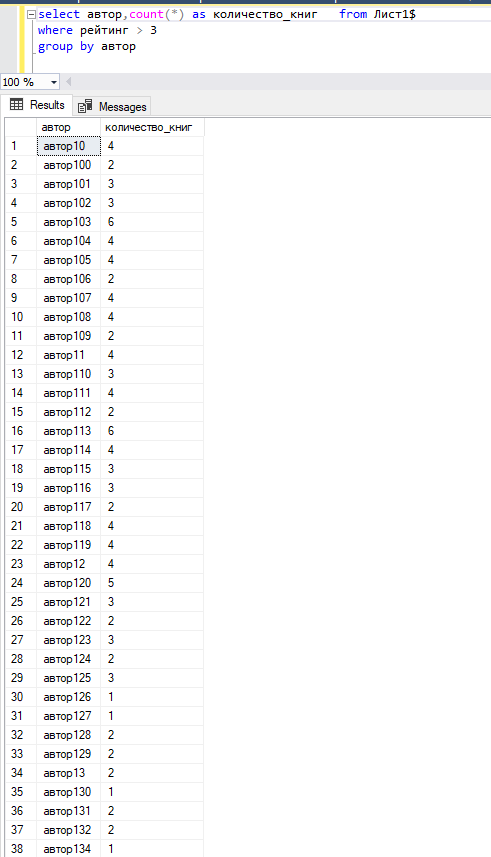 select автор,count(*) as количество_книг from Лист1$
where рейтинг > 3
group by автор
100 %
Results Messages
автор количество_книг
1 автор10 4
2 автор100 2
3 автор101 3
4 автор102 3
5 автор103 6
6 автор104 4
7 автор105 4
8 автор106 2
9 автор107 4
10 автор108 4
11 автор109 2
12 автор11 4
13 автор110 3
14 автор111 4
15 автор112 2
16 автор113 6
17 автор114 4
18 автор115 3
19 автор116 3
20 автор117 2
21 автор118 4
22 автор119 4
23 автор12 4
24 автор120 5
25 автор121 3
26 автор122 2
27 автор123 3
28 автор124 2
29 автор125 3
30 автор126 1
31 автор127 1
32 автор128 2
33 автор129 2
34 автор13 2
35 автор130 1
36 автор131 2
37 автор132 2
38 автор134 1